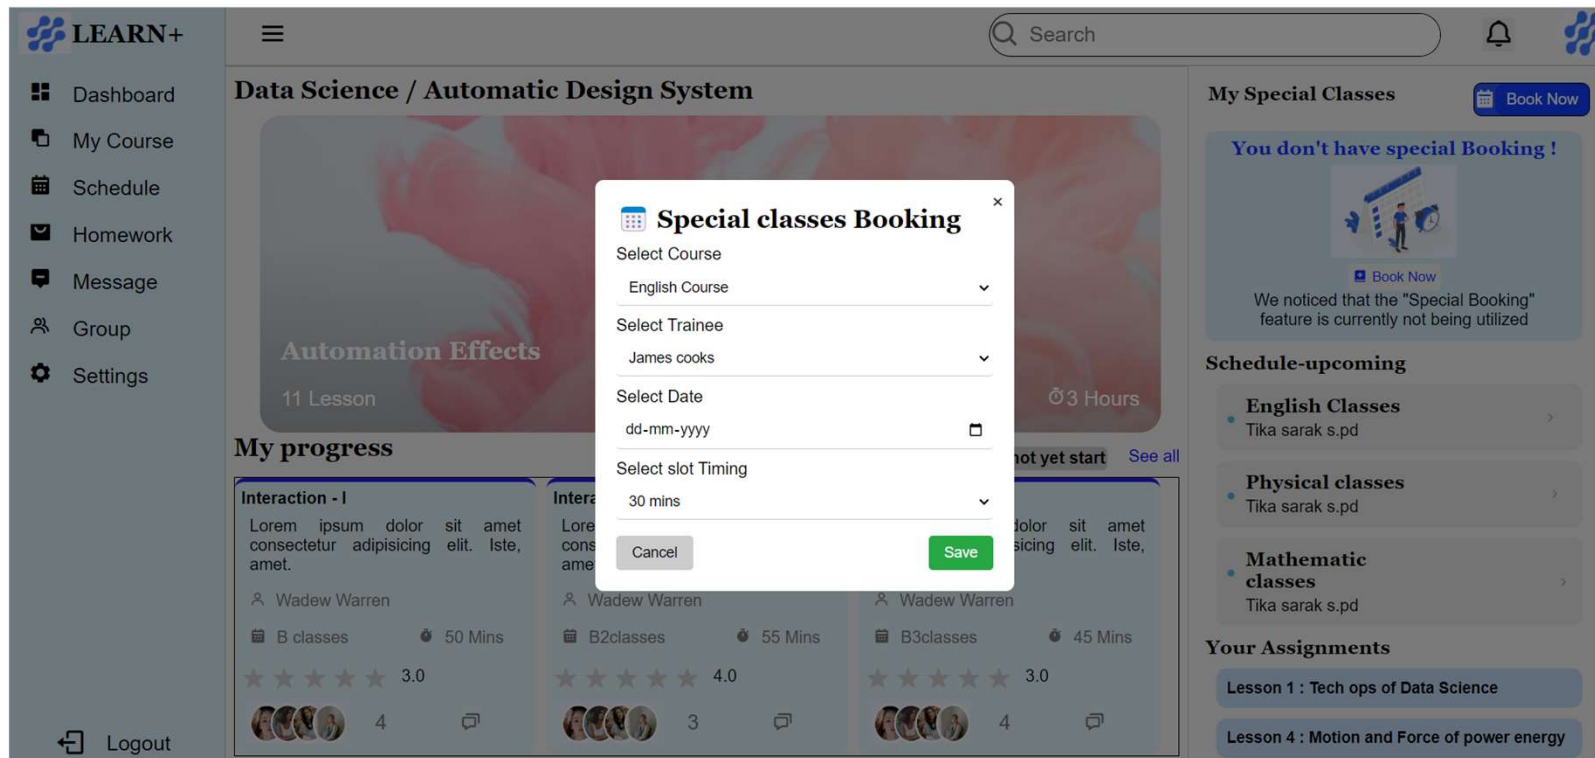 LEARN+
Search
Dashboard
My Course
Schedule
Homework
Message
Group
Settings
Logout
Data Science / Automatic Design System
Automation Effects
11 Lesson
3 Hours
Special classes Booking
×
Select Course
English Course
Select Trainee
James cooks
Select Date
dd-mm-yyyy
Select slot Timing
30 mins
Cancel
Save
My progress
not yet start
See all
Interaction - I
Lorem ipsum dolor sit amet
consectetur adipisicing elit. Iste,
amet.
Wadew Warren
B classes
50 Mins
3.0
4
Wadew Warren
B2classes
55 Mins
4.0
3
dolor sit amet
elit. Iste,
Wadew Warren
B3classes
45 Mins
3.0
4
My Special Classes
Book Now
You don't have special Booking !
Book Now
We noticed that the "Special Booking"
feature is currently not being utilized
Schedule-upcoming
English Classes
Tika sarak s.pd
Physical classes
Tika sarak s.pd
Mathematic
classes
Tika sarak s.pd
Your Assignments
Lesson 1 : Tech ops of Data Science
Lesson 4 : Motion and Force of power energy